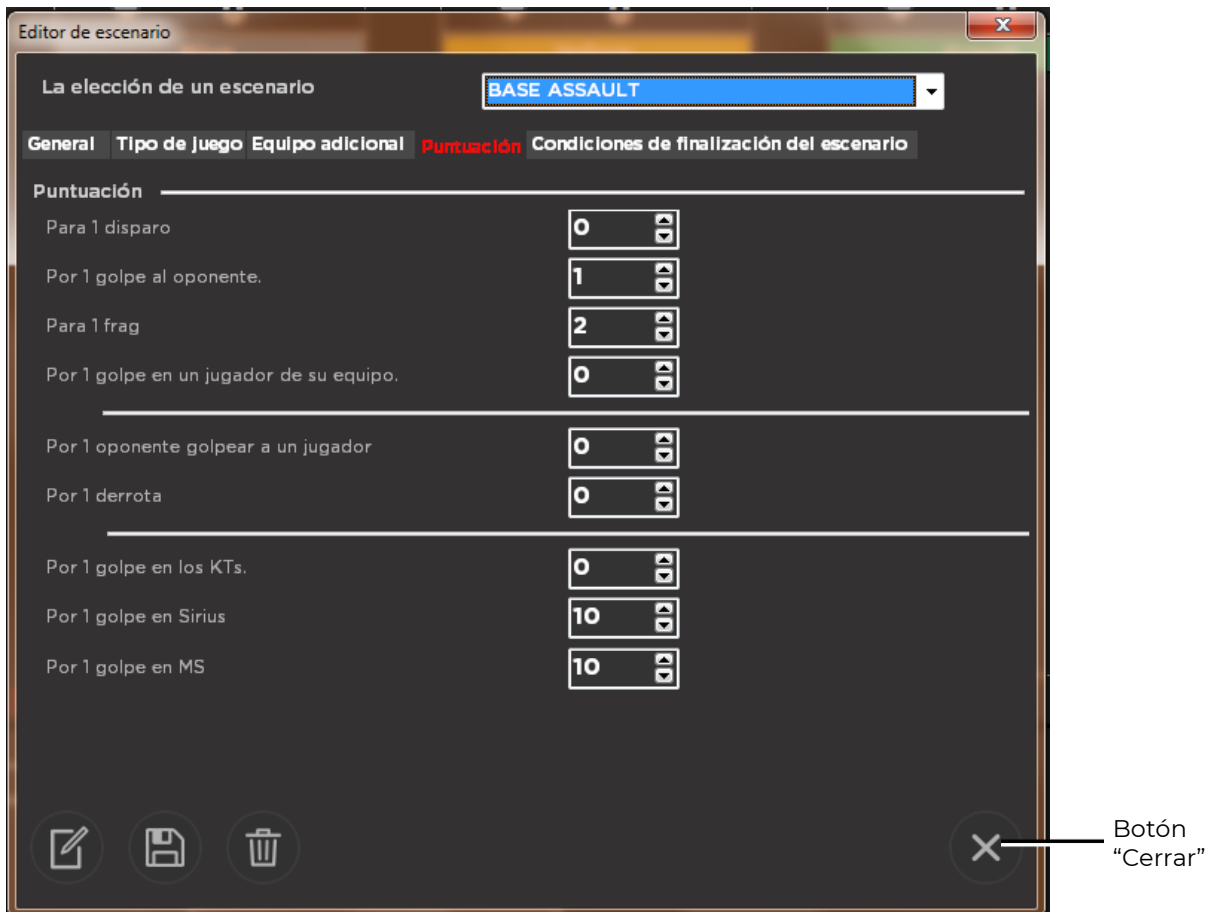 Editor de escenario
La elección de un escenario BASE ASSAULT
General Tipo de juego Equipo adicional Puntuación Condiciones de finalización del escenario
Puntuación
Para 1 disparo 0
Por 1 golpe al oponente. 1
Para 1 frag 2
Por 1 golpe en un jugador de su equipo. 0
Por 1 oponente golpear a un jugador 0
Por 1 derrota 0
Por 1 golpe en los KTs. 0
Por 1 golpe en Sirius 10
Por 1 golpe en MS 10
Botón
“Cerrar”